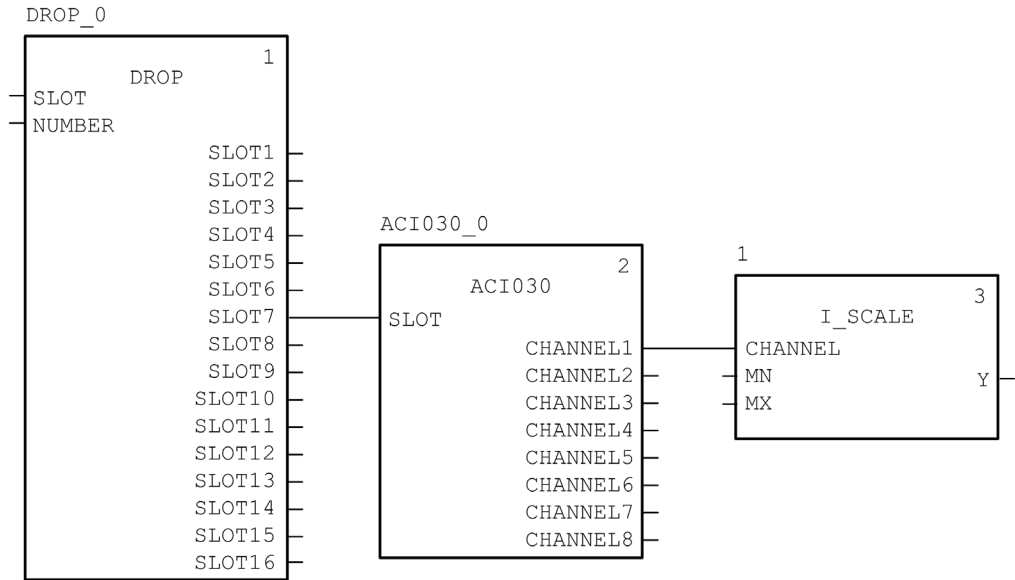 DROP_0
1
DROP
SLOT
NUMBER
SLOT1
SLOT2
SLOT3
SLOT4
SLOT5
SLOT6
SLOT7
SLOT8
SLOT9
SLOT10
SLOT11
SLOT12
SLOT13
SLOT14
SLOT15
SLOT16
ACI030_0
2
ACI030
SLOT
CHANNEL1
CHANNEL2
CHANNEL3
CHANNEL4
CHANNEL5
CHANNEL6
CHANNEL7
CHANNEL8
1
3
I_SCALE
CHANNEL
MN
Y
MX